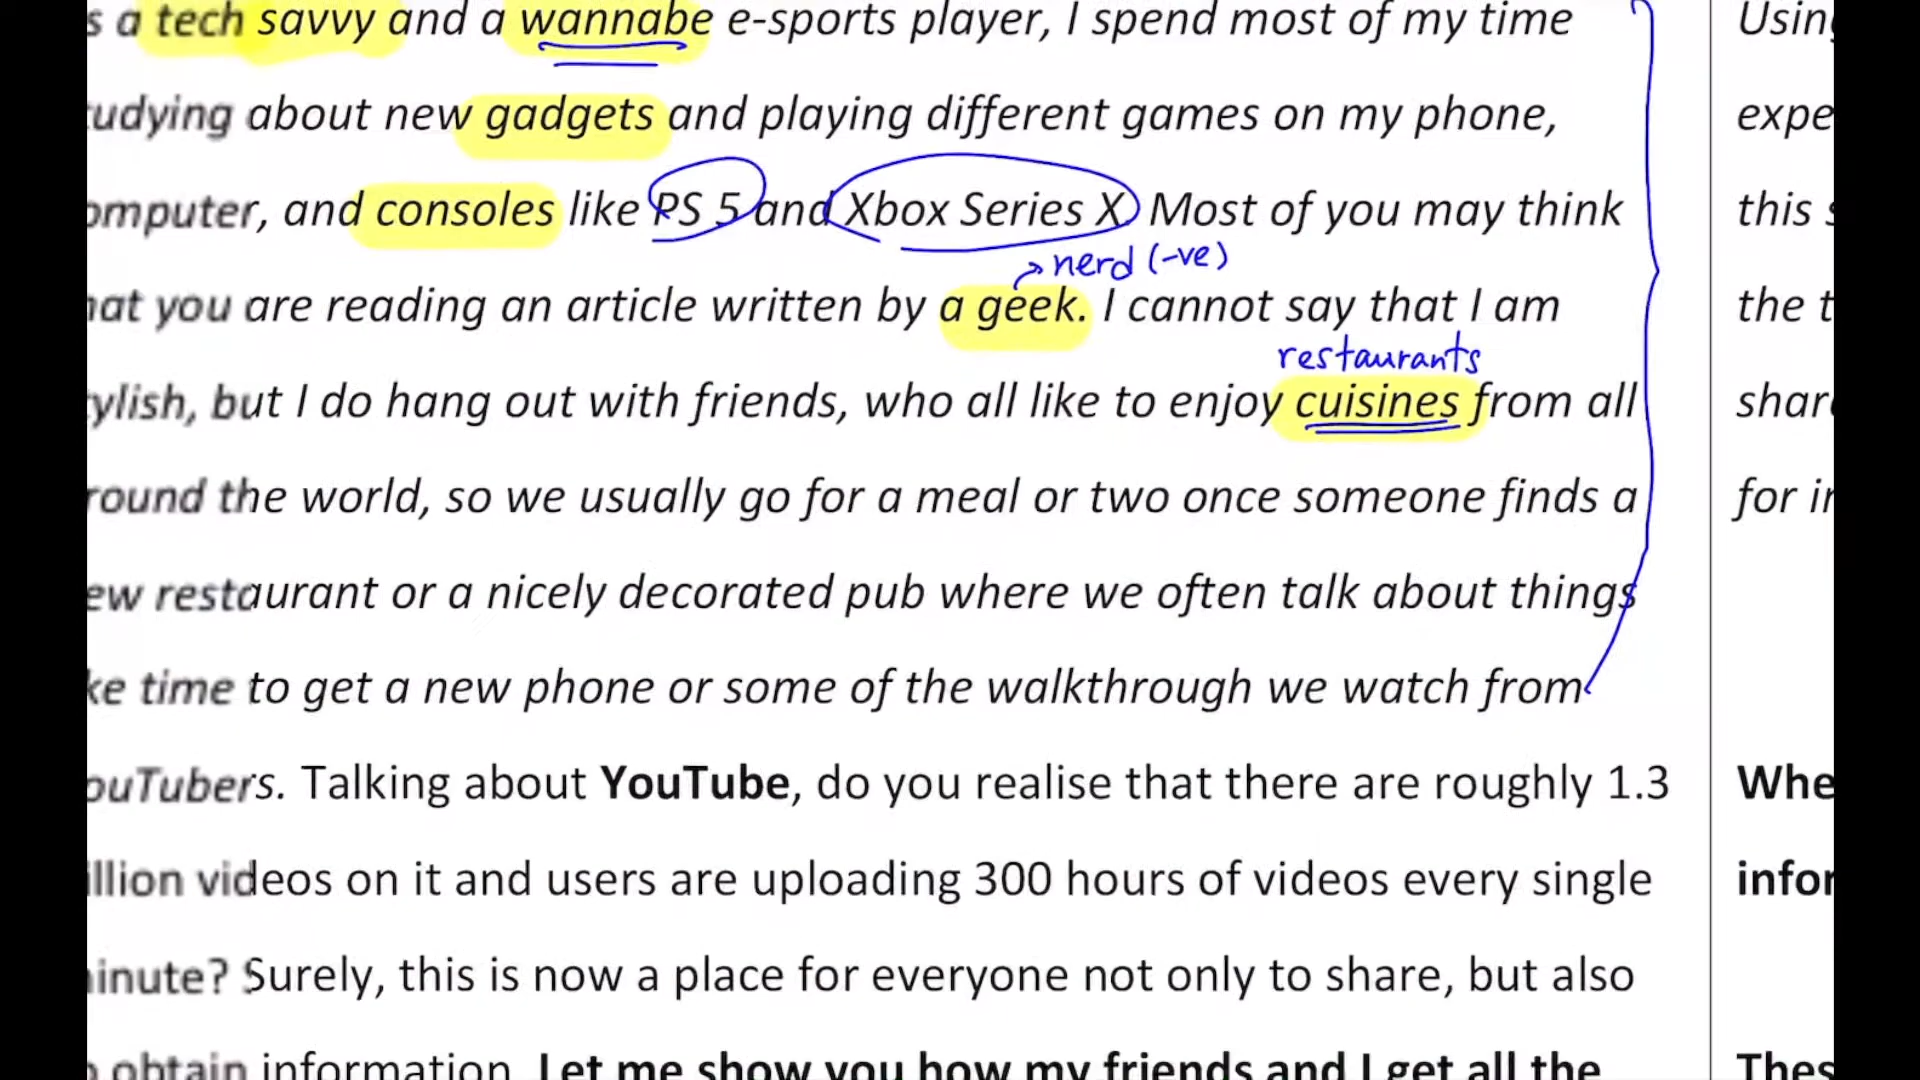 s a tech savvy and a wannabe e-sports player, I spend most of my time
udying about new gadgets and playing different games on my phone,
omputer, and consoles like PS 5 and Xbox Series X. Most of you may think
nerd (-ve)
hat you are reading an article written by a geek. I cannot say that I am
restaurants
ylish, but I do hang out with friends, who all like to enjoy cuisines from all
round the world, so we usually go for a meal or two once someone finds a
ew restaurant or a nicely decorated pub where we often talk about things
ke time to get a new phone or some of the walkthrough we watch from
ouTubers. Talking about YouTube, do you realise that there are roughly 1.3
illion videos on it and users are uploading 300 hours of videos every single
inute? Surely, this is now a place for everyone not only to share, but also
obtain information. Let me show you how my friends and I get all the
Using
expe
this s
the t
share
for in
Whe
infor
Thes